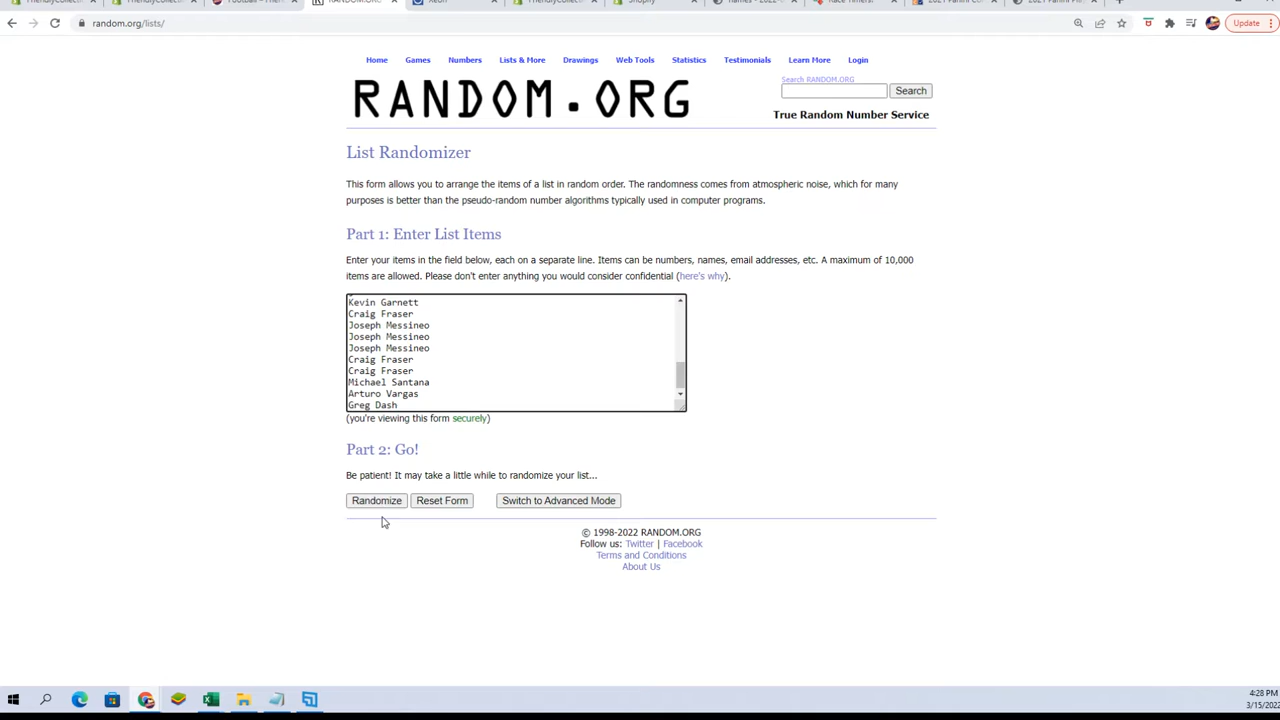 RANDOM.ORG
Xeon
Shopify
random.org/lists/
Update
Home Games Numbers Lists & More Drawings Web Tools Statistics Testimonials Learn More Login
Search RANDOM.ORG
Search
RANDOM.ORG
True Random Number Service
List Randomizer
This form allows you to arrange the items of a list in random order. The randomness comes from atmospheric noise, which for many
purposes is better than the pseudo-random number algorithms typically used in computer programs.
Part 1: Enter List Items
Enter your items in the field below, each on a separate line. Items can be numbers, names, email addresses, etc. A maximum of 10,000
items are allowed. Please don't enter anything you would consider confidential (here's why).
Kevin Garnett
Craig Fraser
Joseph Messineo
Joseph Messineo
Joseph Messineo
Craig Fraser
Craig Fraser
Michael Santana
Arturo Vargas
Greg Dash
(you're viewing this form securely)
Part 2: Go!
Be patient! It may take a little while to randomize your list...
Randomize Reset Form Switch to Advanced Mode
© 1998-2022 RANDOM.ORG
Follow us: Twitter | Facebook
Terms and Conditions
About Us
4:28 PM